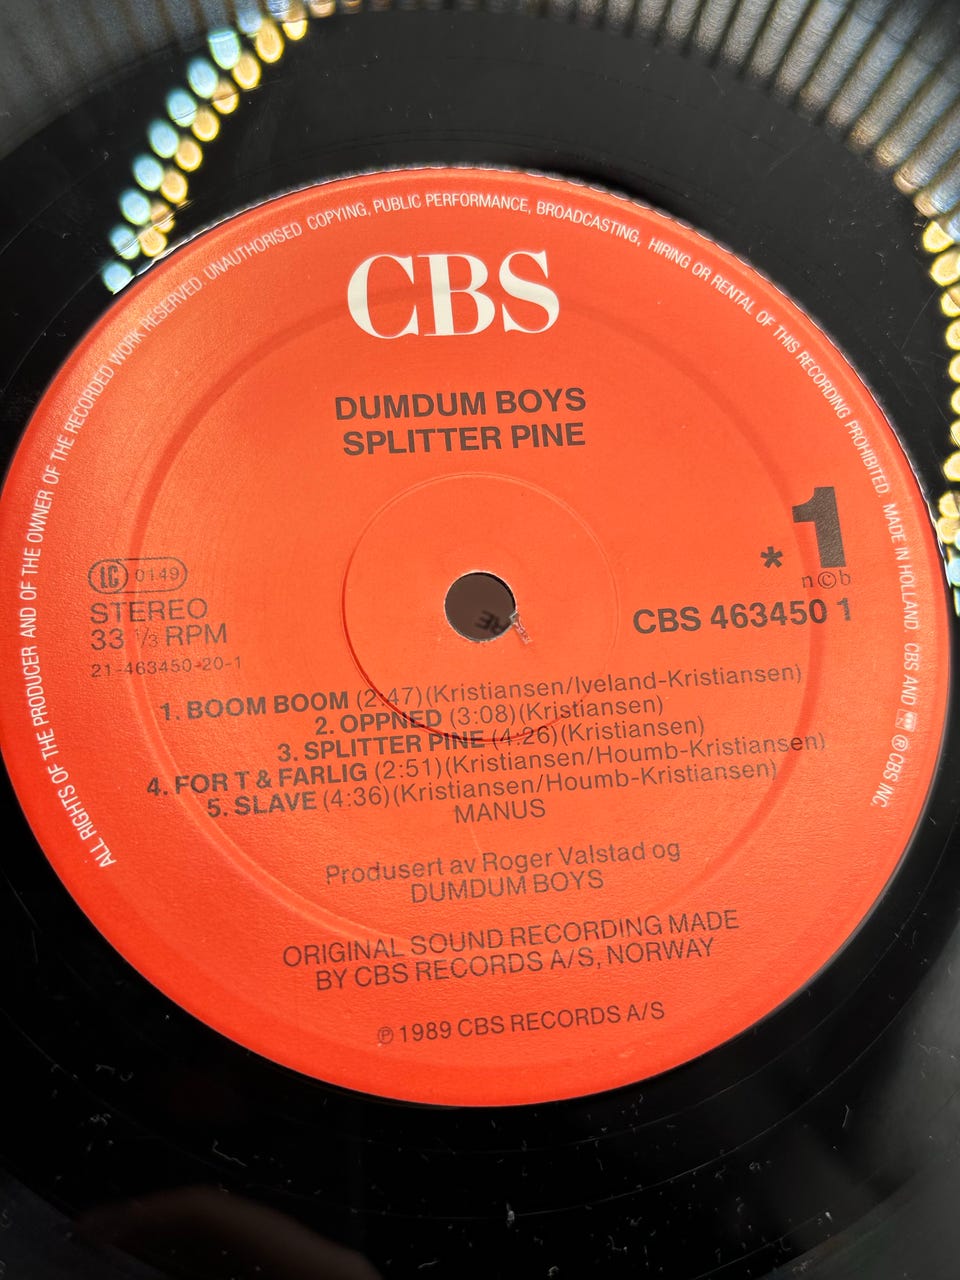 ALL RIGHTS OF THE PRODUCER AND OF THE OWNER OF THE RECORDED WORK RESERVED. UNAUTHORISED COPYING, PUBLIC PERFORMANCE, BROADCASTING, HIRING OR RENTAL OF THIS RECORDING PROHIBITED. MADE IN HOLLAND. CBS AND ℗ CBS INC.
CBS
DUMDUM BOYS
SPLITTER PINE
* 1
n©b
CBS 463450 1
LC 0149
STEREO
33 1/3 RPM
21-463450-20-1
1. BOOM BOOM (2:47)(Kristiansen/Iveland-Kristiansen)
2. OPPNED (3:08)(Kristiansen)
3. SPLITTER PINE (4:26)(Kristiansen)
4. FOR T & FARLIG (2:51)(Kristiansen/Houmb-Kristiansen)
5. SLAVE (4:36)(Kristiansen/Houmb-Kristiansen)
MANUS
Produsert av Roger Valstad og
DUMDUM BOYS
ORIGINAL SOUND RECORDING MADE
BY CBS RECORDS A/S, NORWAY
℗ 1989 CBS RECORDS A/S